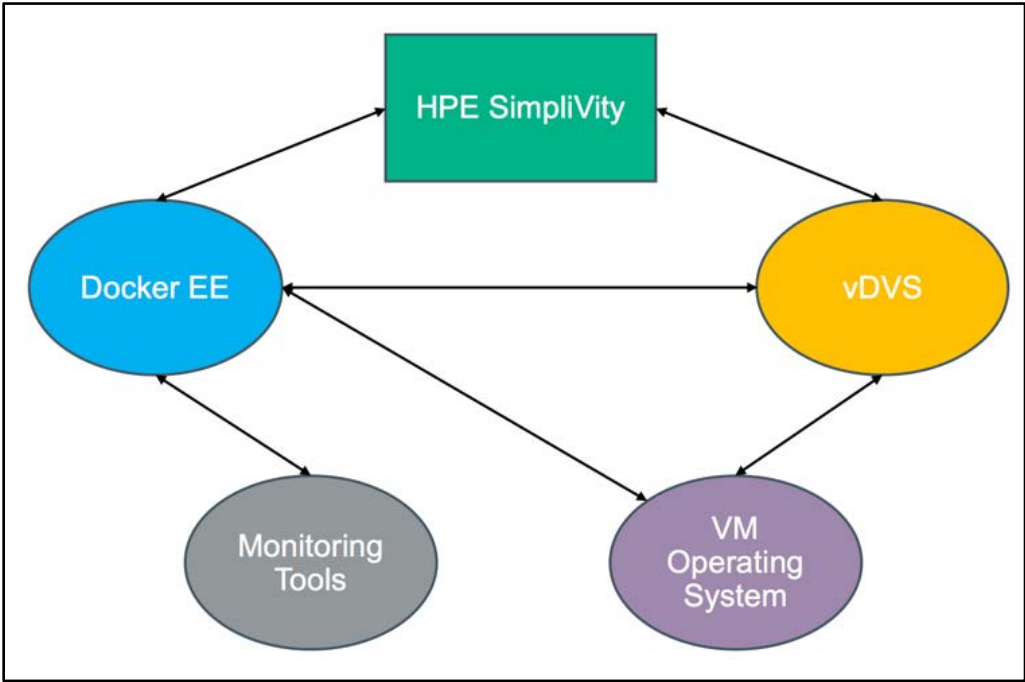 HPE SimpliVity
Docker EE
vDVS
Monitoring
Tools
VM
Operating
System